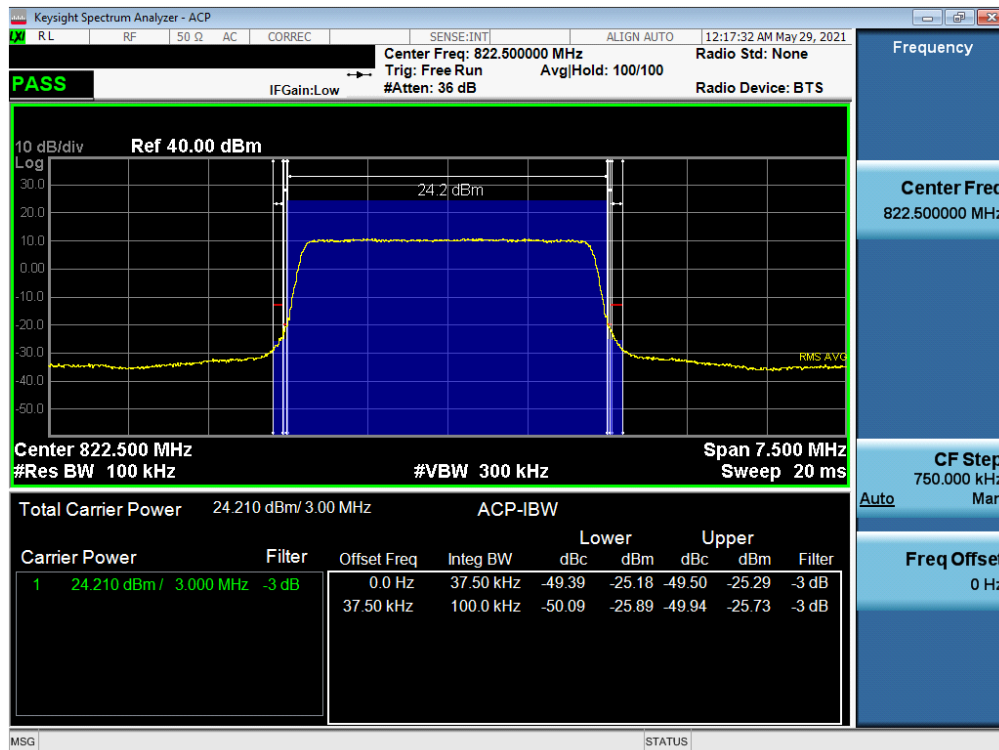 Keysight Spectrum Analyzer - ACP
LXI RL RF 50 Ω AC CORREC SENSE:INT ALIGN AUTO 12:17:32 AM May 29, 2021
Center Freq: 822.500000 MHz Radio Std: None
Trig: Free Run Avg|Hold: 100/100
PASS IFGain:Low #Atten: 36 dB Radio Device: BTS
10 dB/div Ref 40.00 dBm
Log
30.0
24.2 dBm
20.0
10.0
0.00
-10.0
-20.0
-30.0
RMS AVG
-40.0
-50.0
Center 822.500 MHz Span 7.500 MHz
#Res BW 100 kHz #VBW 300 kHz Sweep 20 ms
Total Carrier Power 24.210 dBm/ 3.00 MHz ACP-IBW
Lower Upper
Carrier Power Filter Offset Freq Integ BW dBc dBm dBc dBm Filter
1 24.210 dBm / 3.000 MHz -3 dB 0.0 Hz 37.50 kHz -49.39 -25.18 -49.50 -25.29 -3 dB
37.50 kHz 100.0 kHz -50.09 -25.89 -49.94 -25.73 -3 dB
MSG STATUS
Frequency
Center Freq
822.500000 MHz
CF Step
750.000 kHz
Auto Man
Freq Offset
0 Hz